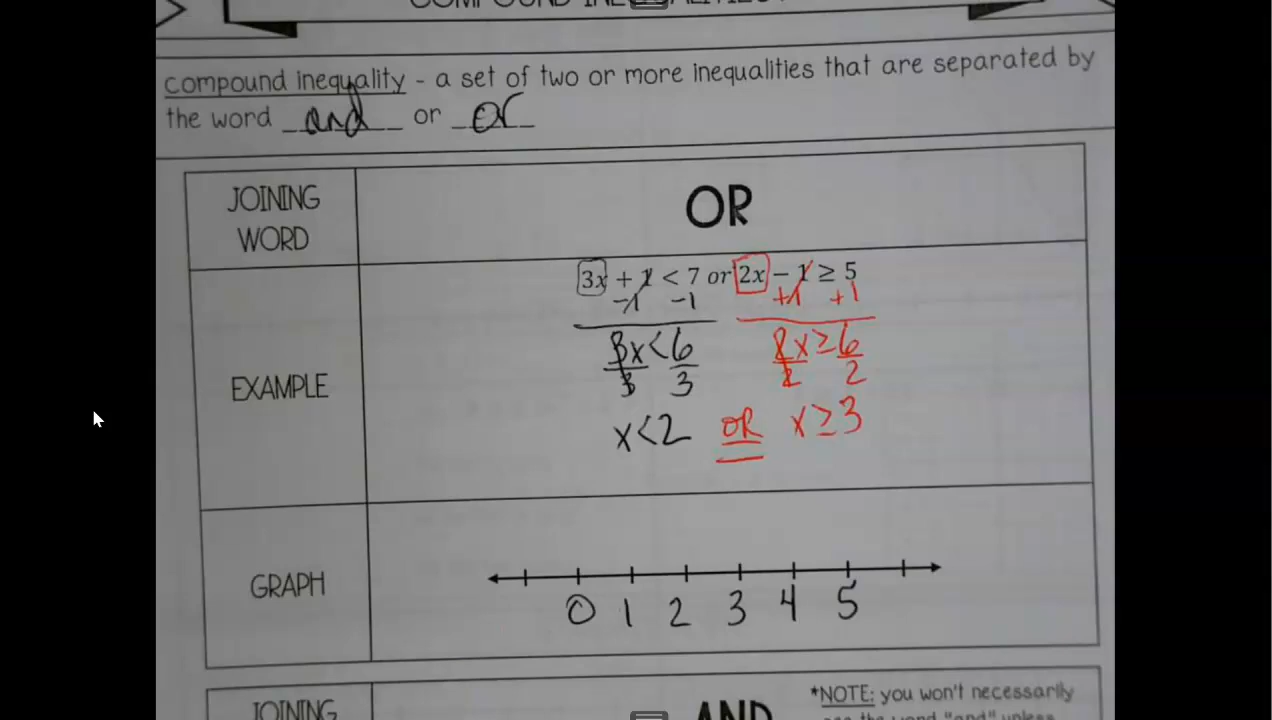 compound inequality - a set of two or more inequalities that are separated by
the word and or or
JOINING
WORD
OR
EXAMPLE
3x + 1 < 7 or 2x - 1 ≥ 5
-1 -1 +1 +1
3x<6 2x≥6
3 3 2 2
x<2 OR x≥3
GRAPH
0 1 2 3 4 5
JOINING
AND
*NOTE: you won't necessarily